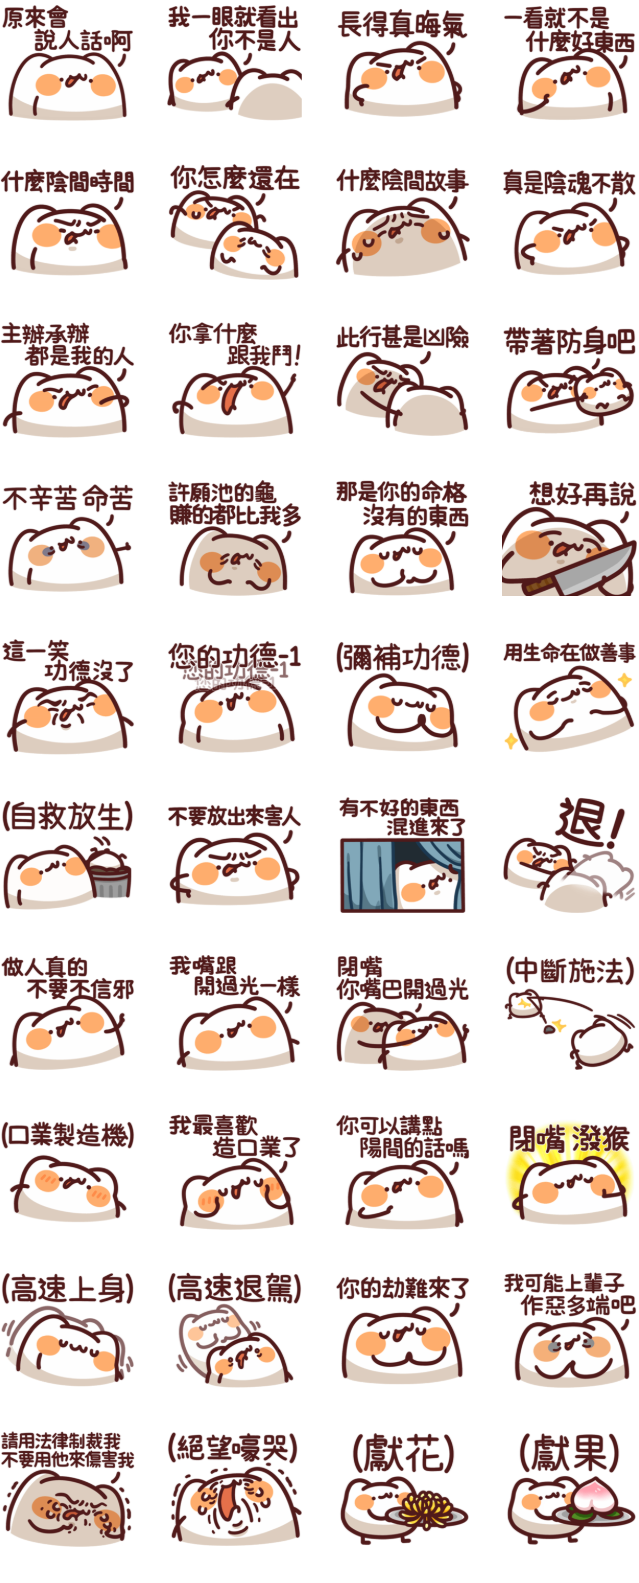 原來會
說人話啊
我一眼就看出
你不是人
長得真晦氣
一看就不是
什麼好東西
什麼陰間時間
你怎麼還在
什麼陰間故事
真是陰魂不散
主辦承辦
都是我的人
你拿什麼
跟我鬥!
此行甚是凶險
帶著防身吧
不辛苦 命苦
許願池的龜
賺的都比我多
那是你的命格
沒有的東西
想好再說
這一笑
功德沒了
您的功德-1
您的功德-1
您的功德-1
(彌補功德)
用生命在做善事
(自救放生)
不要放出來害人
有不好的東西
混進來了
退!
做人真的
不要不信邪
我嘴跟
開過光一樣
閉嘴
你嘴巴開過光
(中斷施法)
(口業製造機)
我最喜歡
造口業了
你可以講點
陽間的話嗎
閉嘴 潑猴
(高速上身)
(高速退駕)
你的劫難來了
我可能上輩子
作惡多端吧
請用法律制裁我
不要用他來傷害我
(絕望嚎哭)
(獻花)
(獻果)